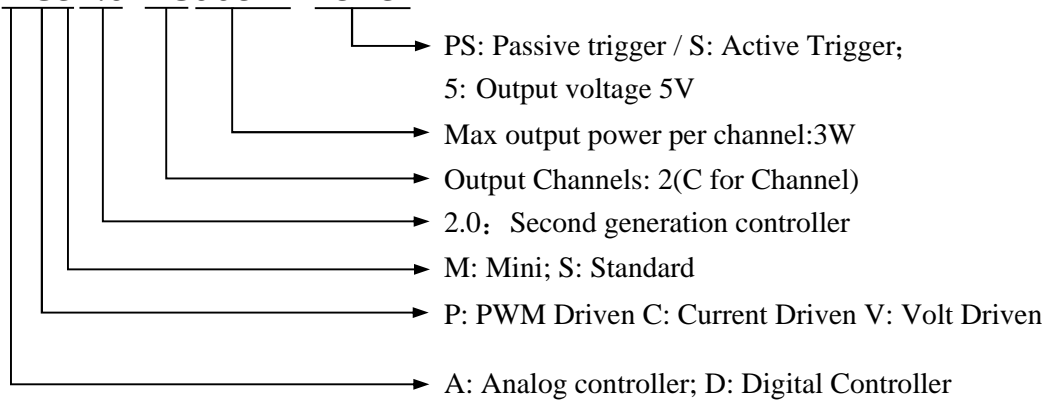 PS: Passive trigger / S: Active Trigger；
5: Output voltage 5V
Max output power per channel:3W
Output Channels: 2(C for Channel)
2.0： Second generation controller
M: Mini; S: Standard
P: PWM Driven C: Current Driven V: Volt Driven
A: Analog controller; D: Digital Controller